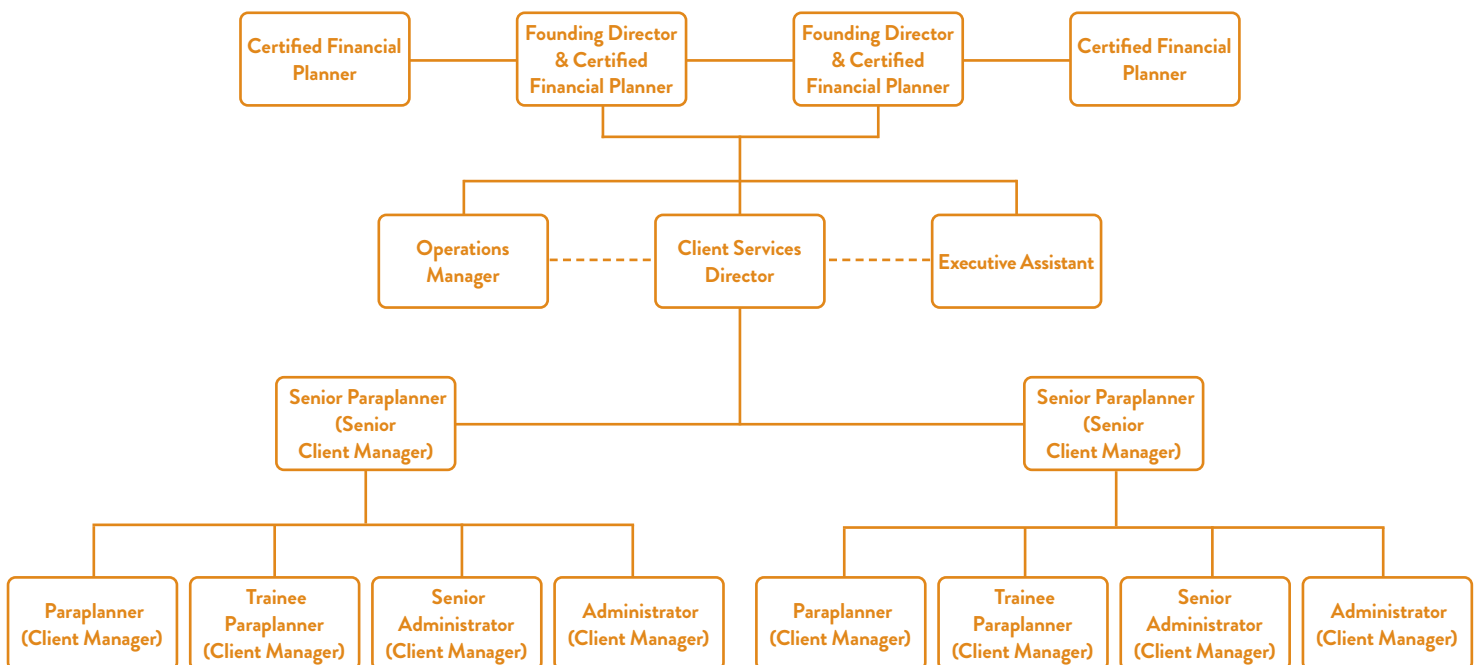 Certified Financial
Planner
Founding Director
& Certified
Financial Planner
Founding Director
& Certified
Financial Planner
Certified Financial
Planner
Operations
Manager
Client Services
Director
Executive Assistant
Senior Paraplanner
(Senior
Client Manager)
Senior Paraplanner
(Senior
Client Manager)
Paraplanner
(Client Manager)
Trainee
Paraplanner
(Client Manager)
Senior
Administrator
(Client Manager)
Administrator
(Client Manager)
Paraplanner
(Client Manager)
Trainee
Paraplanner
(Client Manager)
Senior
Administrator
(Client Manager)
Administrator
(Client Manager)